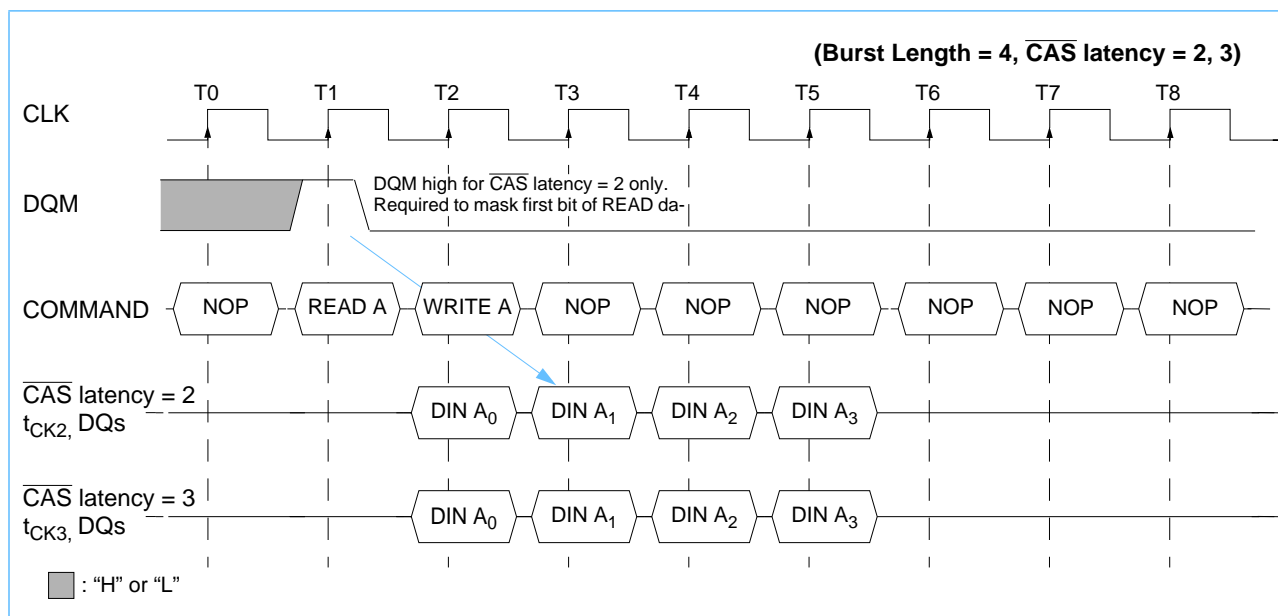 (Burst Length = 4, CAS latency = 2, 3)
T0 T1 T2 T3 T4 T5 T6 T7 T8
CLK
DQM high for CAS latency = 2 only.
Required to mask first bit of READ da-
DQM
COMMAND NOP READ A WRITE A NOP NOP NOP NOP NOP NOP
CAS latency = 2
tCK2, DQs DIN A0 DIN A1 DIN A2 DIN A3
CAS latency = 3
tCK3, DQs DIN A0 DIN A1 DIN A2 DIN A3
: “H” or “L”